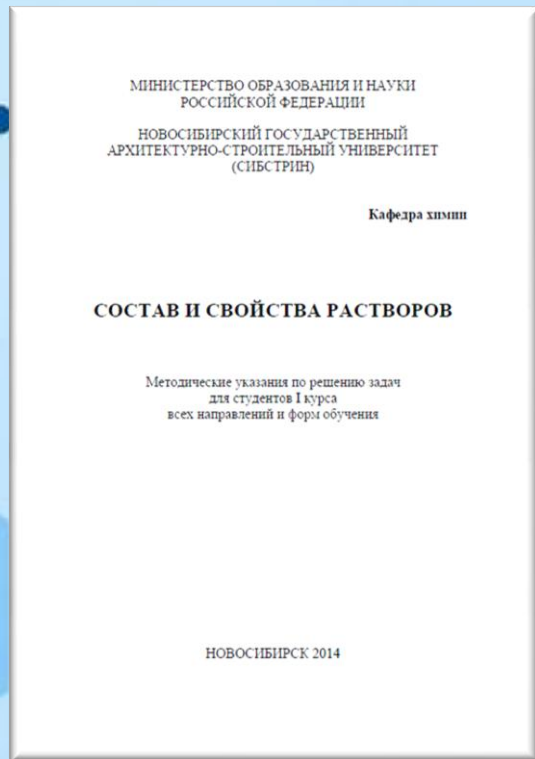 МИНИСТЕРСТВО ОБРАЗОВАНИЯ И НАУКИ
РОССИЙСКОЙ ФЕДЕРАЦИИ
НОВОСИБИРСКИЙ ГОСУДАРСТВЕННЫЙ
АРХИТЕКТУРНО-СТРОИТЕЛЬНЫЙ УНИВЕРСИТЕТ
(СИБСТРИН)
Кафедра химии
СОСТАВ И СВОЙСТВА РАСТВОРОВ
Методические указания по решению задач
для студентов I курса
всех направлений и форм обучения
НОВОСИБИРСК 2014